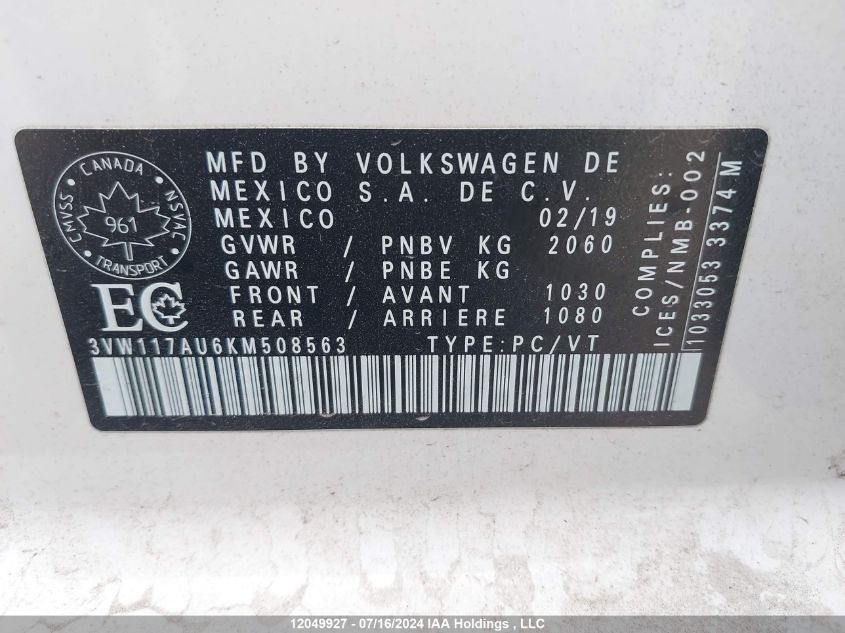 CANADA
CMVSS
NSVAC
961
TRANSPORT
EC
MFD BY VOLKSWAGEN DE
MEXICO S.A. DE C.V.
MEXICO 02/19
GVWR / PNBV KG 2060
GAWR / PNBE KG
FRONT / AVANT 1030
REAR / ARRIERE 1080
3VW117AU6KM508563 TYPE:PC/VT
COMPLIES:
ICES/NMB-002
1033053 3374 M
12049927 - 07/16/2024 IAA Holdings , LLC